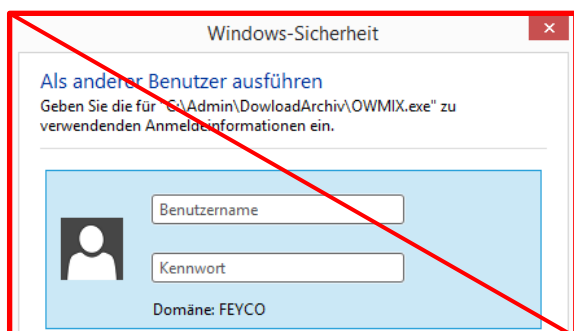 Windows-Sicherheit
Als anderer Benutzer ausführen
Geben Sie die für "C:\Admin\DowloadArchiv\OWMIX.exe" zu
verwendenden Anmeldeinformationen ein.
Benutzername
Kennwort
Domäne: FEYCO